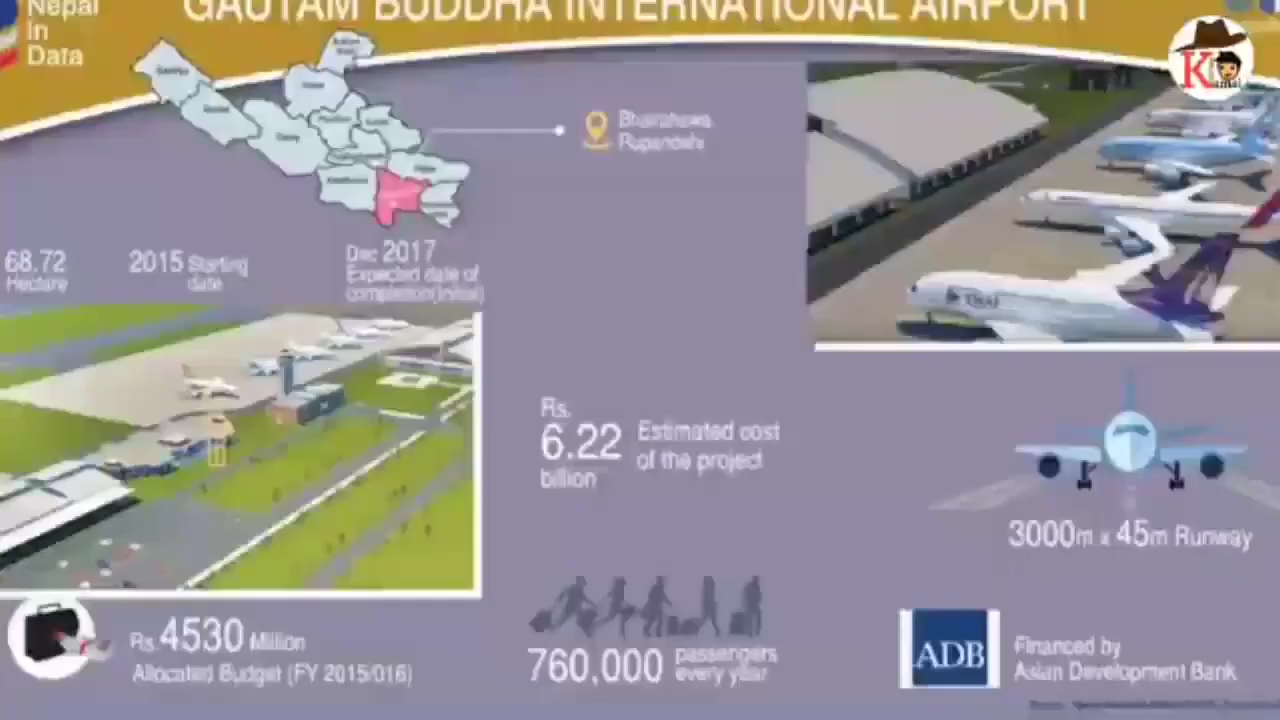 Nepal
in
Data
GAUTAM BUDDHA INTERNATIONAL AIRPORT
K
Bhairahawa,
Rupandehi
68.72
Hectare
2015 Starting
date
Dec 2017
Expected date of
completion(Initial)
THAI
Rs.
6.22
billion
Estimated cost
of the project
3000m x 45m Runway
Rs. 4530 Million
Allocated Budget (FY 2015/016)
760,000 passengers
every year
ADB
Financed by
Asian Development Bank